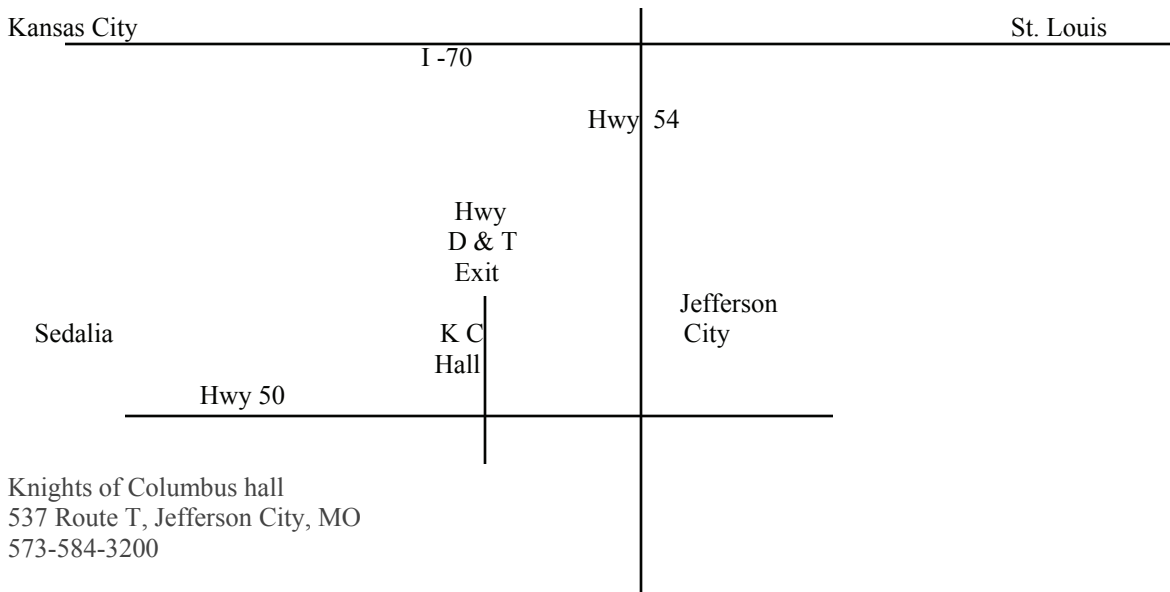 Kansas City
St. Louis
I -70
Hwy 54
Hwy
D & T
Exit
Jefferson
City
Sedalia
K C
Hall
Hwy 50
Knights of Columbus hall
537 Route T, Jefferson City, MO
573-584-3200